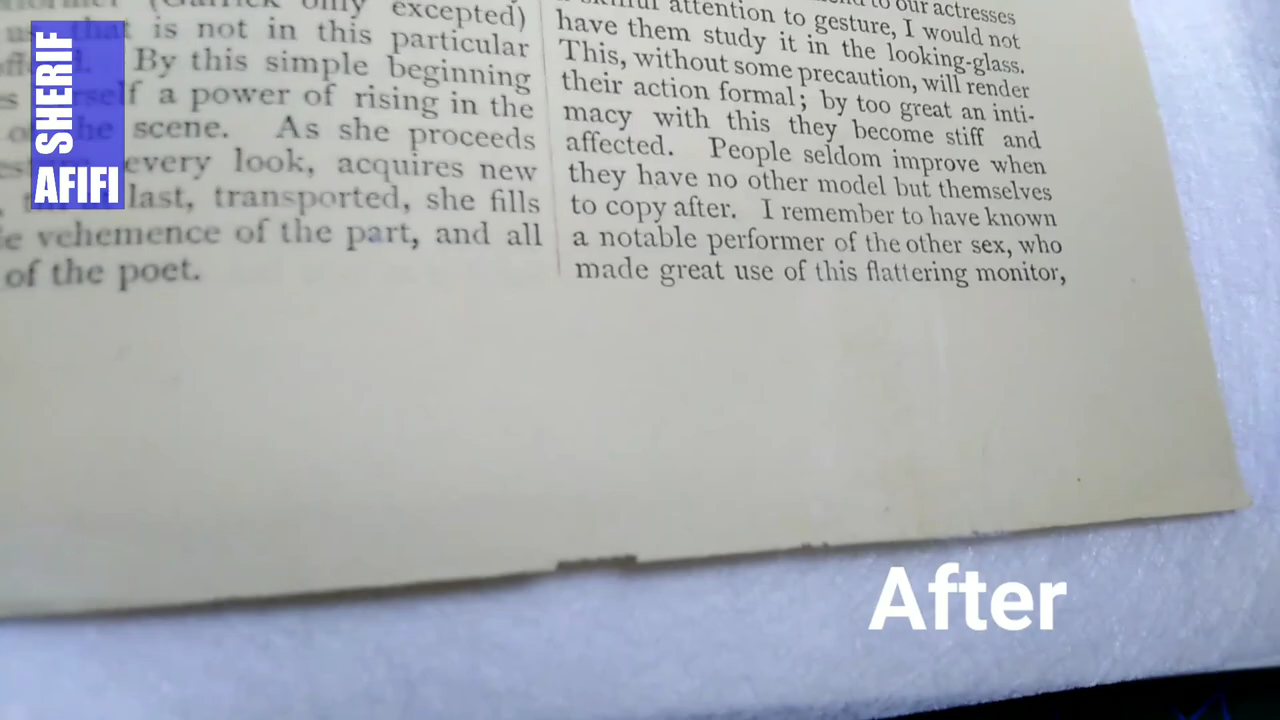 SHERIF
AFIFI
(Garrick only excepted)
that is not in this particular
By this simple beginning
a power of rising in the
the scene. As she proceeds
every look, acquires new
last, transported, she fills
vehemence of the part, and all
of the poet.
to our actresses
attention to gesture, I would not
have them study it in the looking-glass.
This, without some precaution, will render
their action formal; by too great an inti-
macy with this they become stiff and
affected. People seldom improve when
they have no other model but themselves
to copy after. I remember to have known
a notable performer of the other sex, who
made great use of this flattering monitor,
After